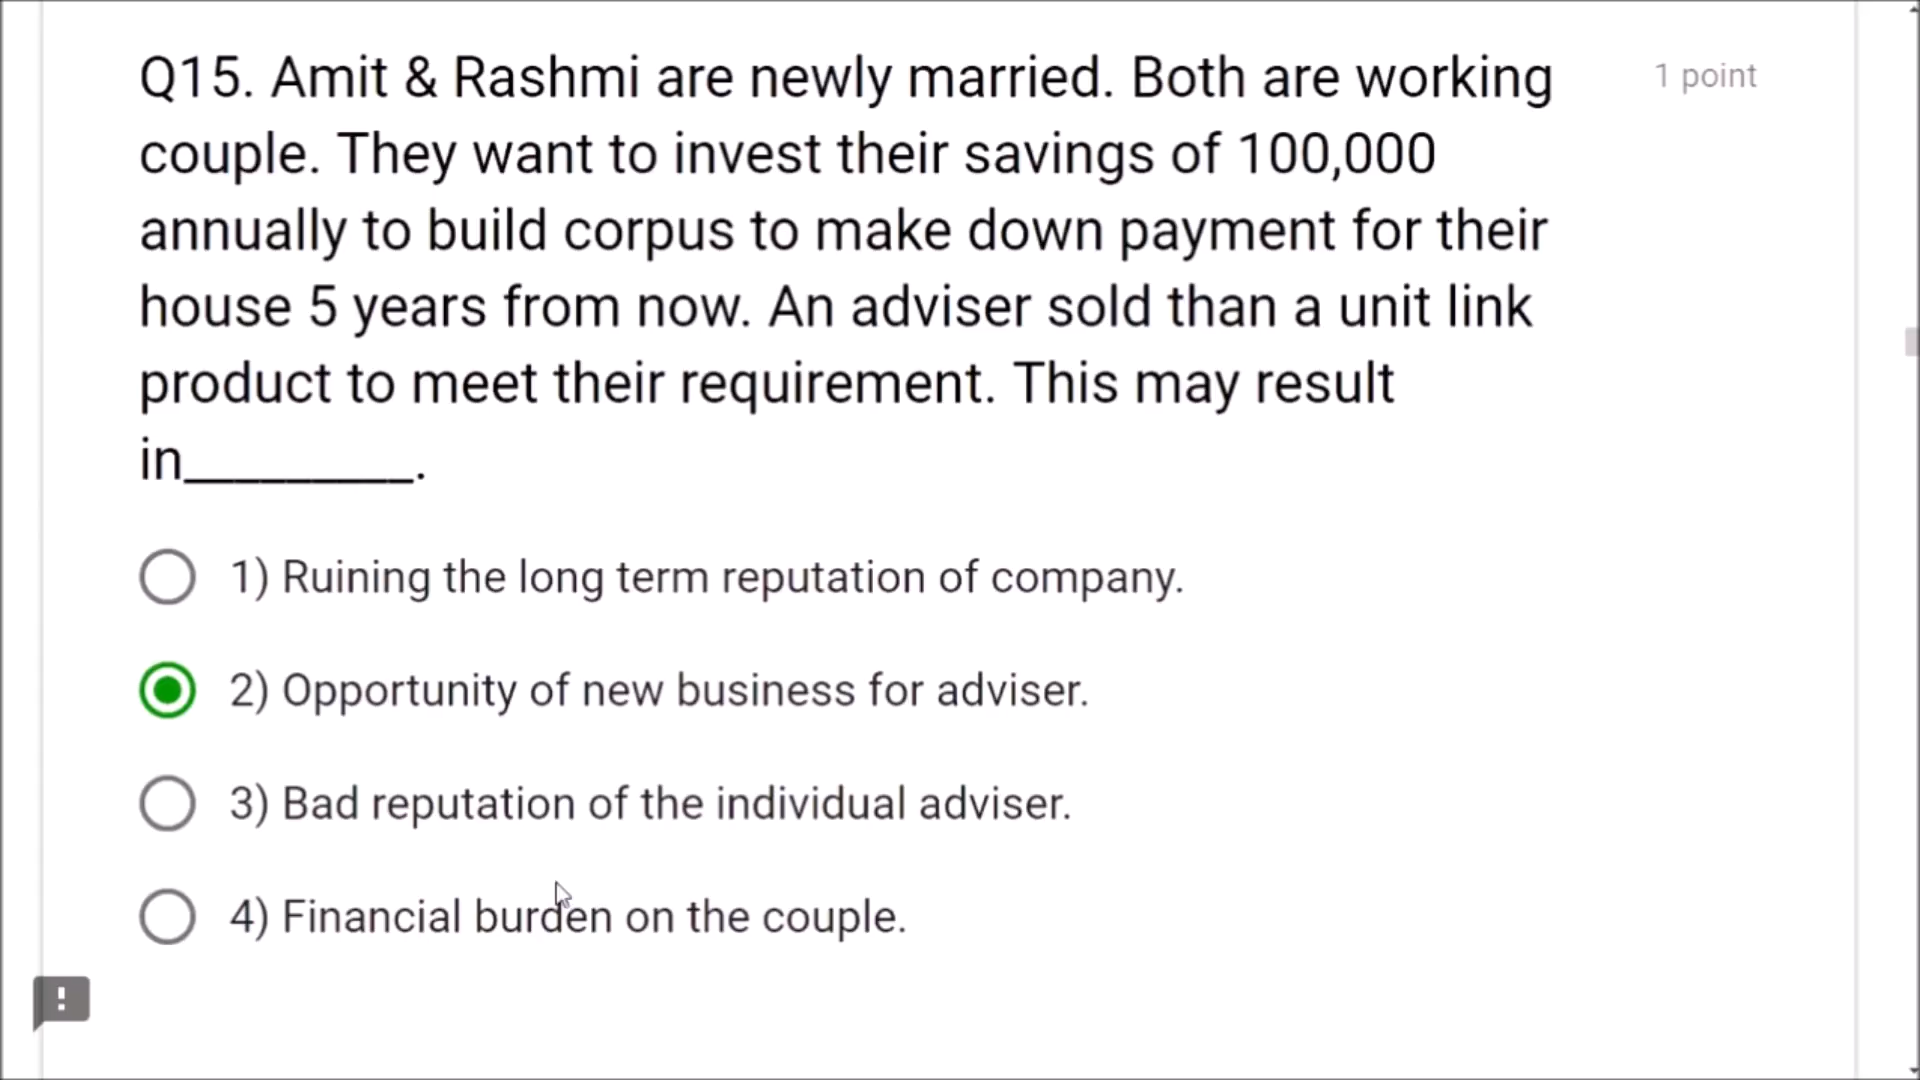 Q15. Amit & Rashmi are newly married. Both are working
1 point
couple. They want to invest their savings of 100,000
annually to build corpus to make down payment for their
house 5 years from now. An adviser sold than a unit link
product to meet their requirement. This may result
in_________.
1) Ruining the long term reputation of company.
2) Opportunity of new business for adviser.
3) Bad reputation of the individual adviser.
4) Financial burden on the couple.